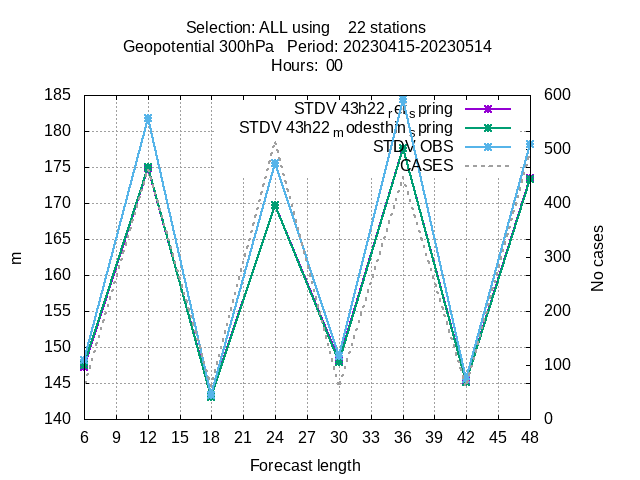 Selection: ALL using 22 stations
Geopotential 300hPa Period: 20230415-20230514
Hours: 00
STDV 43h22_ref_spring
STDV 43h22_modesthin_spring
STDV OBS
CASES
185
180
175
170
165
160
155
150
145
140
m
600
500
400
300
200
100
0
No cases
6 9 12 15 18 21 24 27 30 33 36 39 42 45 48
Forecast length